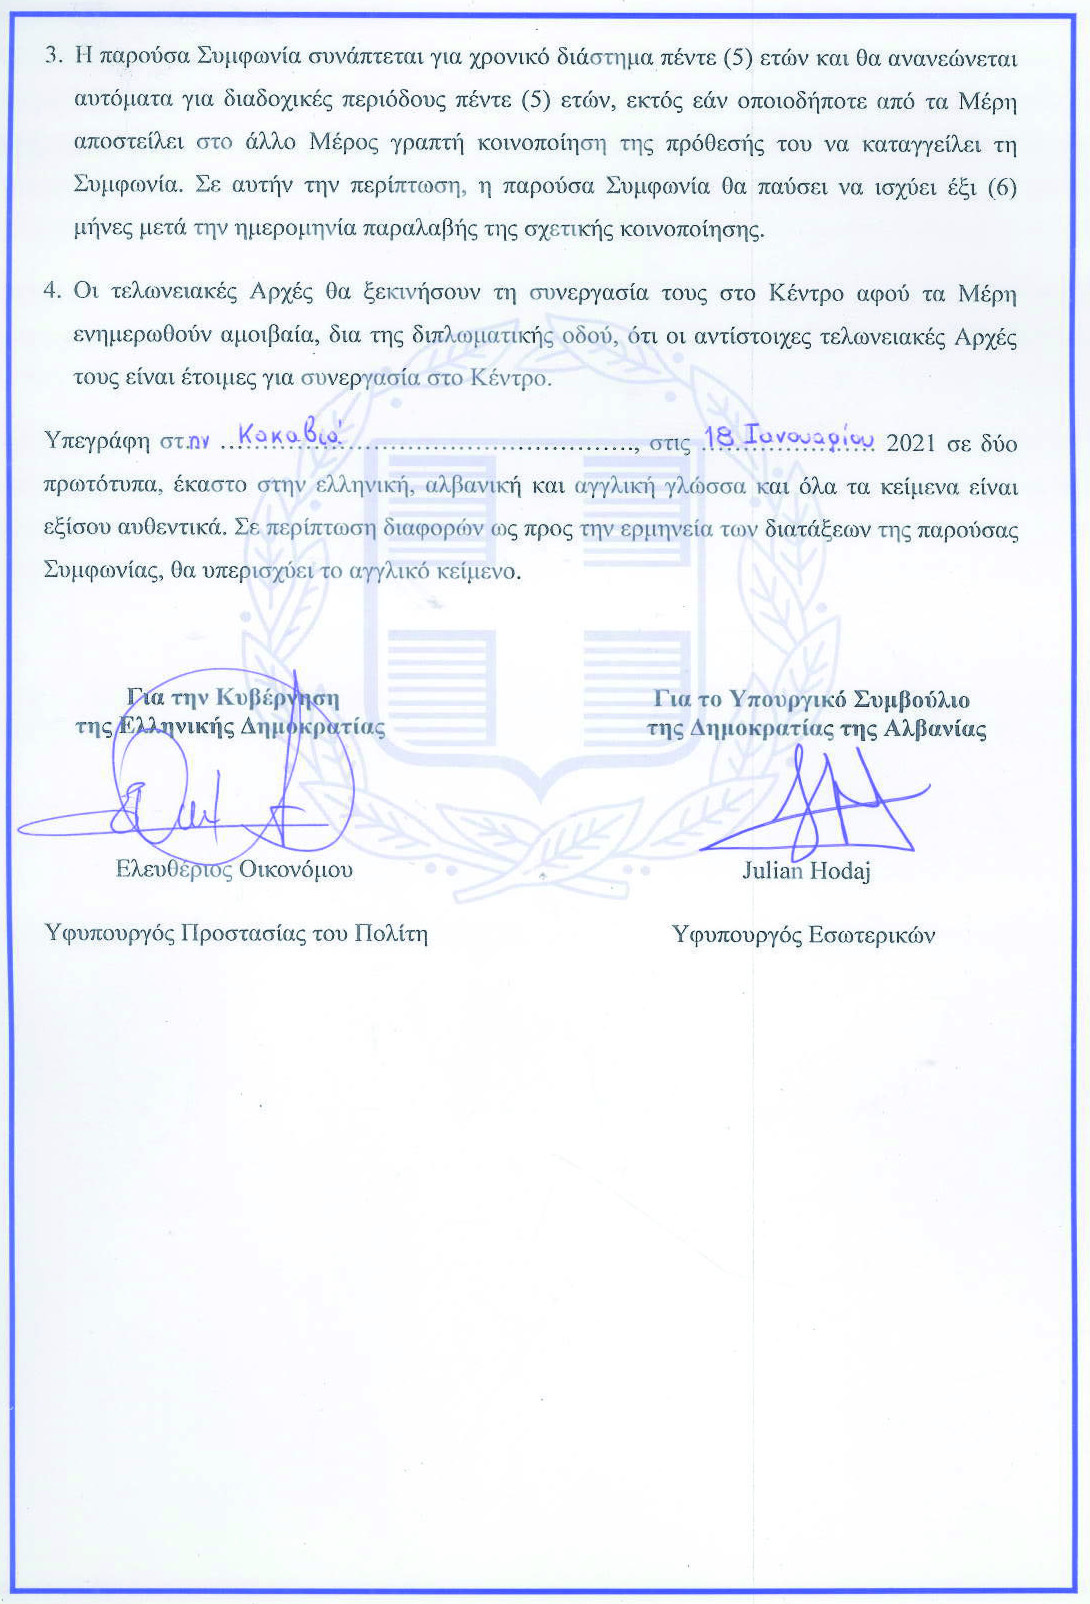 3. Η παρούσα Συμφωνία συνάπτεται για χρονικό διάστημα πέντε (5) ετών και θα ανανεώνεται
αυτόματα για διαδοχικές περιόδους πέντε (5) ετών, εκτός εάν οποιοδήποτε από τα Μέρη
αποστείλει στο άλλο Μέρος γραπτή κοινοποίηση της πρόθεσής του να καταγγείλει τη
Συμφωνία. Σε αυτήν την περίπτωση, η παρούσα Συμφωνία θα παύσει να ισχύει έξι (6)
μήνες μετά την ημερομηνία παραλαβής της σχετικής κοινοποίησης.
4. Οι τελωνειακές Αρχές θα ξεκινήσουν τη συνεργασία τους στο Κέντρο αφού τα Μέρη
ενημερωθούν αμοιβαία, δια της διπλωματικής οδού, ότι οι αντίστοιχες τελωνειακές Αρχές
τους είναι έτοιμες για συνεργασία στο Κέντρο.
Υπεγράφη στ.ην ..Κακαβιά..............................................., στις .18 Ιανουαρίου 2021 σε δύο
πρωτότυπα, έκαστο στην ελληνική, αλβανική και αγγλική γλώσσα και όλα τα κείμενα είναι
εξίσου αυθεντικά. Σε περίπτωση διαφορών ως προς την ερμηνεία των διατάξεων της παρούσας
Συμφωνίας, θα υπερισχύει το αγγλικό κείμενο.
Για την Κυβέρνηση
της Ελληνικής Δημοκρατίας
Ελευθέριος Οικονόμου
Υφυπουργός Προστασίας του Πολίτη
Για το Υπουργικό Συμβούλιο
της Δημοκρατίας της Αλβανίας
Julian Hodaj
Υφυπουργός Εσωτερικών